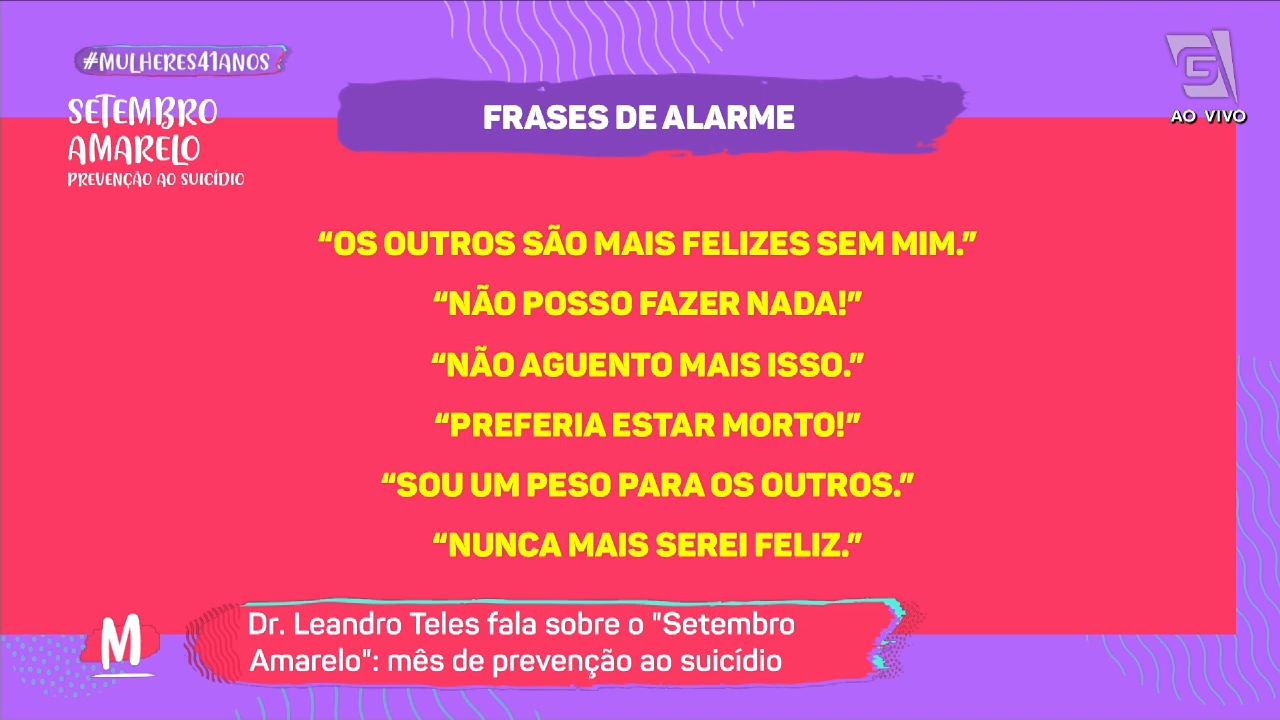 #MULHERES41ANOS
SETEMBRO
AMARELO
PREVENÇÃO AO SUICÍDIO
FRASES DE ALARME
G
AO VIVO
“OS OUTROS SÃO MAIS FELIZES SEM MIM.”
“NÃO POSSO FAZER NADA!”
“NÃO AGUENTO MAIS ISSO.”
“PREFERIA ESTAR MORTO!”
“SOU UM PESO PARA OS OUTROS.”
“NUNCA MAIS SEREI FELIZ.”
M
Dr. Leandro Teles fala sobre o "Setembro
Amarelo": mês de prevenção ao suicídio